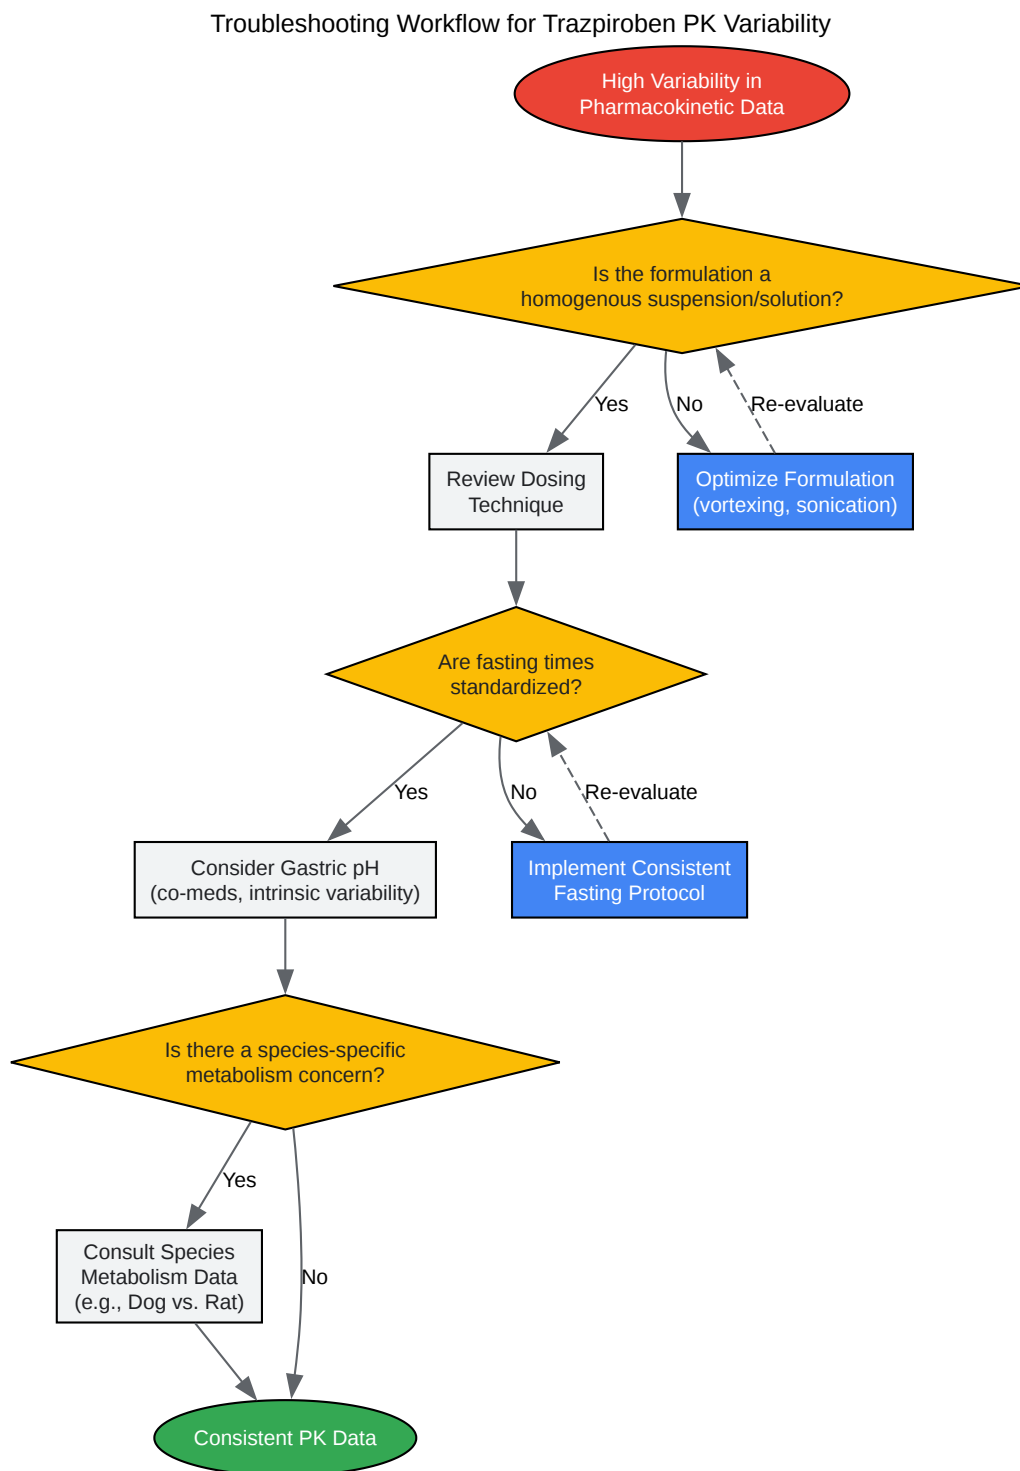 Troubleshooting Workflow for Trazpiroben PK Variability
High Variability in
Pharmacokinetic Data
Is the formulation a
homogenous suspension/solution?
Yes
No
Re-evaluate
Review Dosing
Technique
Optimize Formulation
(vortexing, sonication)
Are fasting times
standardized?
Yes
No
Re-evaluate
Consider Gastric pH
(co-meds, intrinsic variability)
Implement Consistent
Fasting Protocol
Is there a species-specific
metabolism concern?
Yes
Consult Species
Metabolism Data
(e.g., Dog vs. Rat)
No
Consistent PK Data